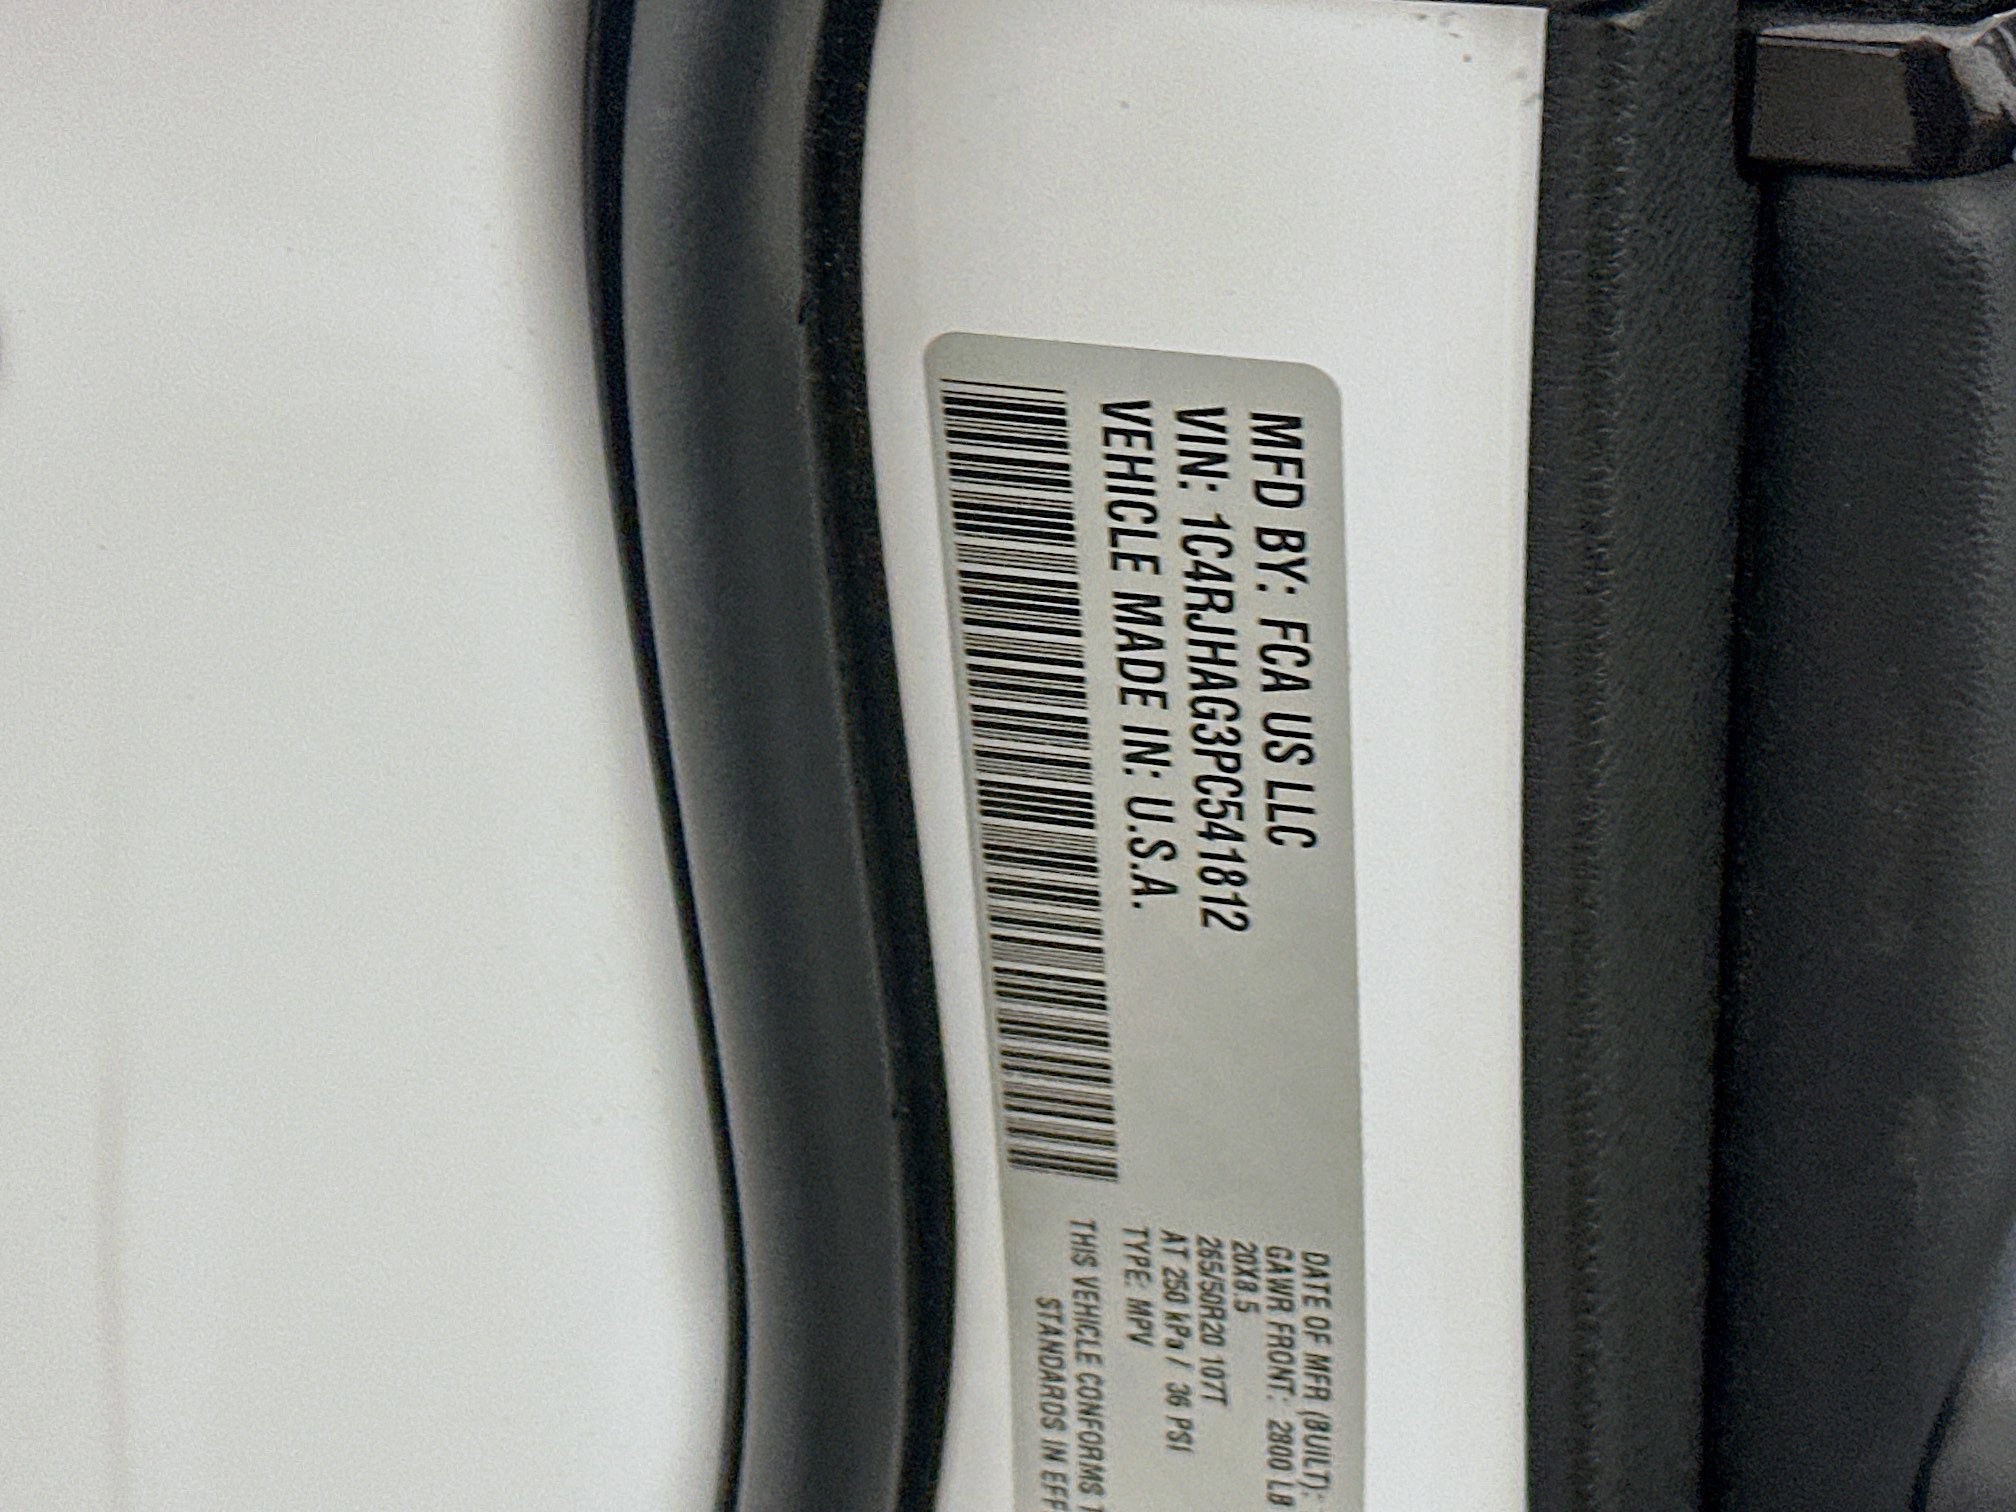 MFD BY: FCA US LLC
VIN: 1C4RJHAG3PC541812
VEHICLE MADE IN: U.S.A.
DATE OF MFR (BUILT):
GAWR FRONT: 2800 LB
20X8.5
265/50R20 107T
AT 250 kPa / 36 PSI
TYPE: MPV
THIS VEHICLE CONFORMS
STANDARDS IN